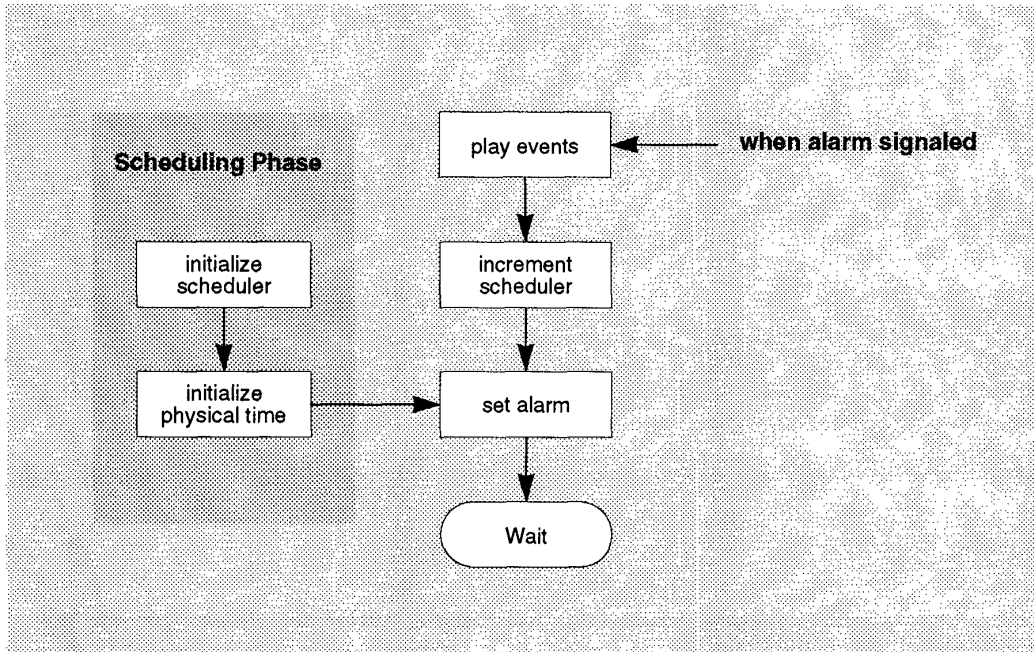 play events
when alarm signaled
Scheduling Phase
initialize
scheduler
increment
scheduler
initialize
physical time
set alarm
Wait